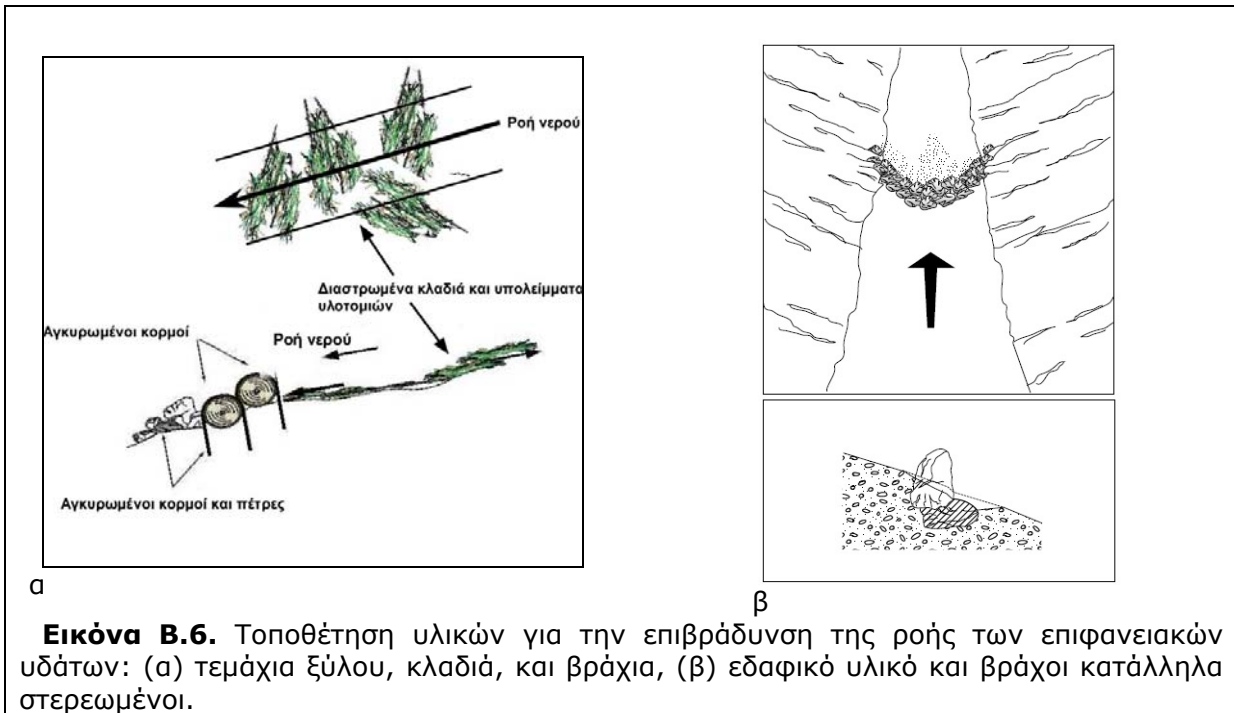 Ροή νερού
Διαστρωμένα κλαδιά και υπολείμματα
υλοτομιών
Αγκυρωμένοι κορμοί
Ροή νερού
Αγκυρωμένοι κορμοί και πέτρες
α
β
Εικόνα Β.6. Τοποθέτηση υλικών για την επιβράδυνση της ροής των επιφανειακών
υδάτων: (α) τεμάχια ξύλου, κλαδιά, και βράχια, (β) εδαφικό υλικό και βράχοι κατάλληλα
στερεωμένοι.